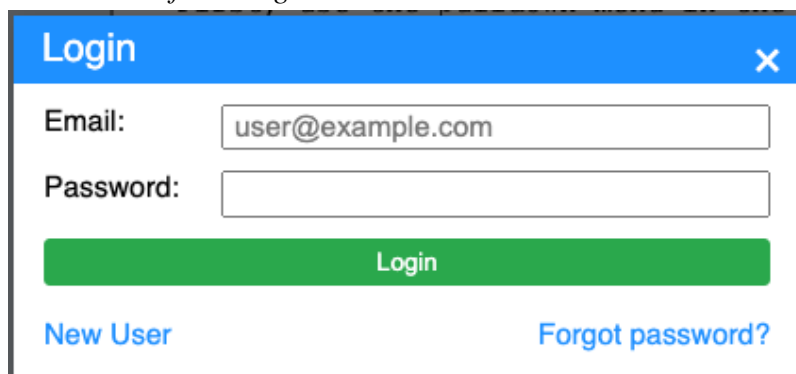 Login
×
Email:
user@example.com
Password:
Login
New User
Forgot password?